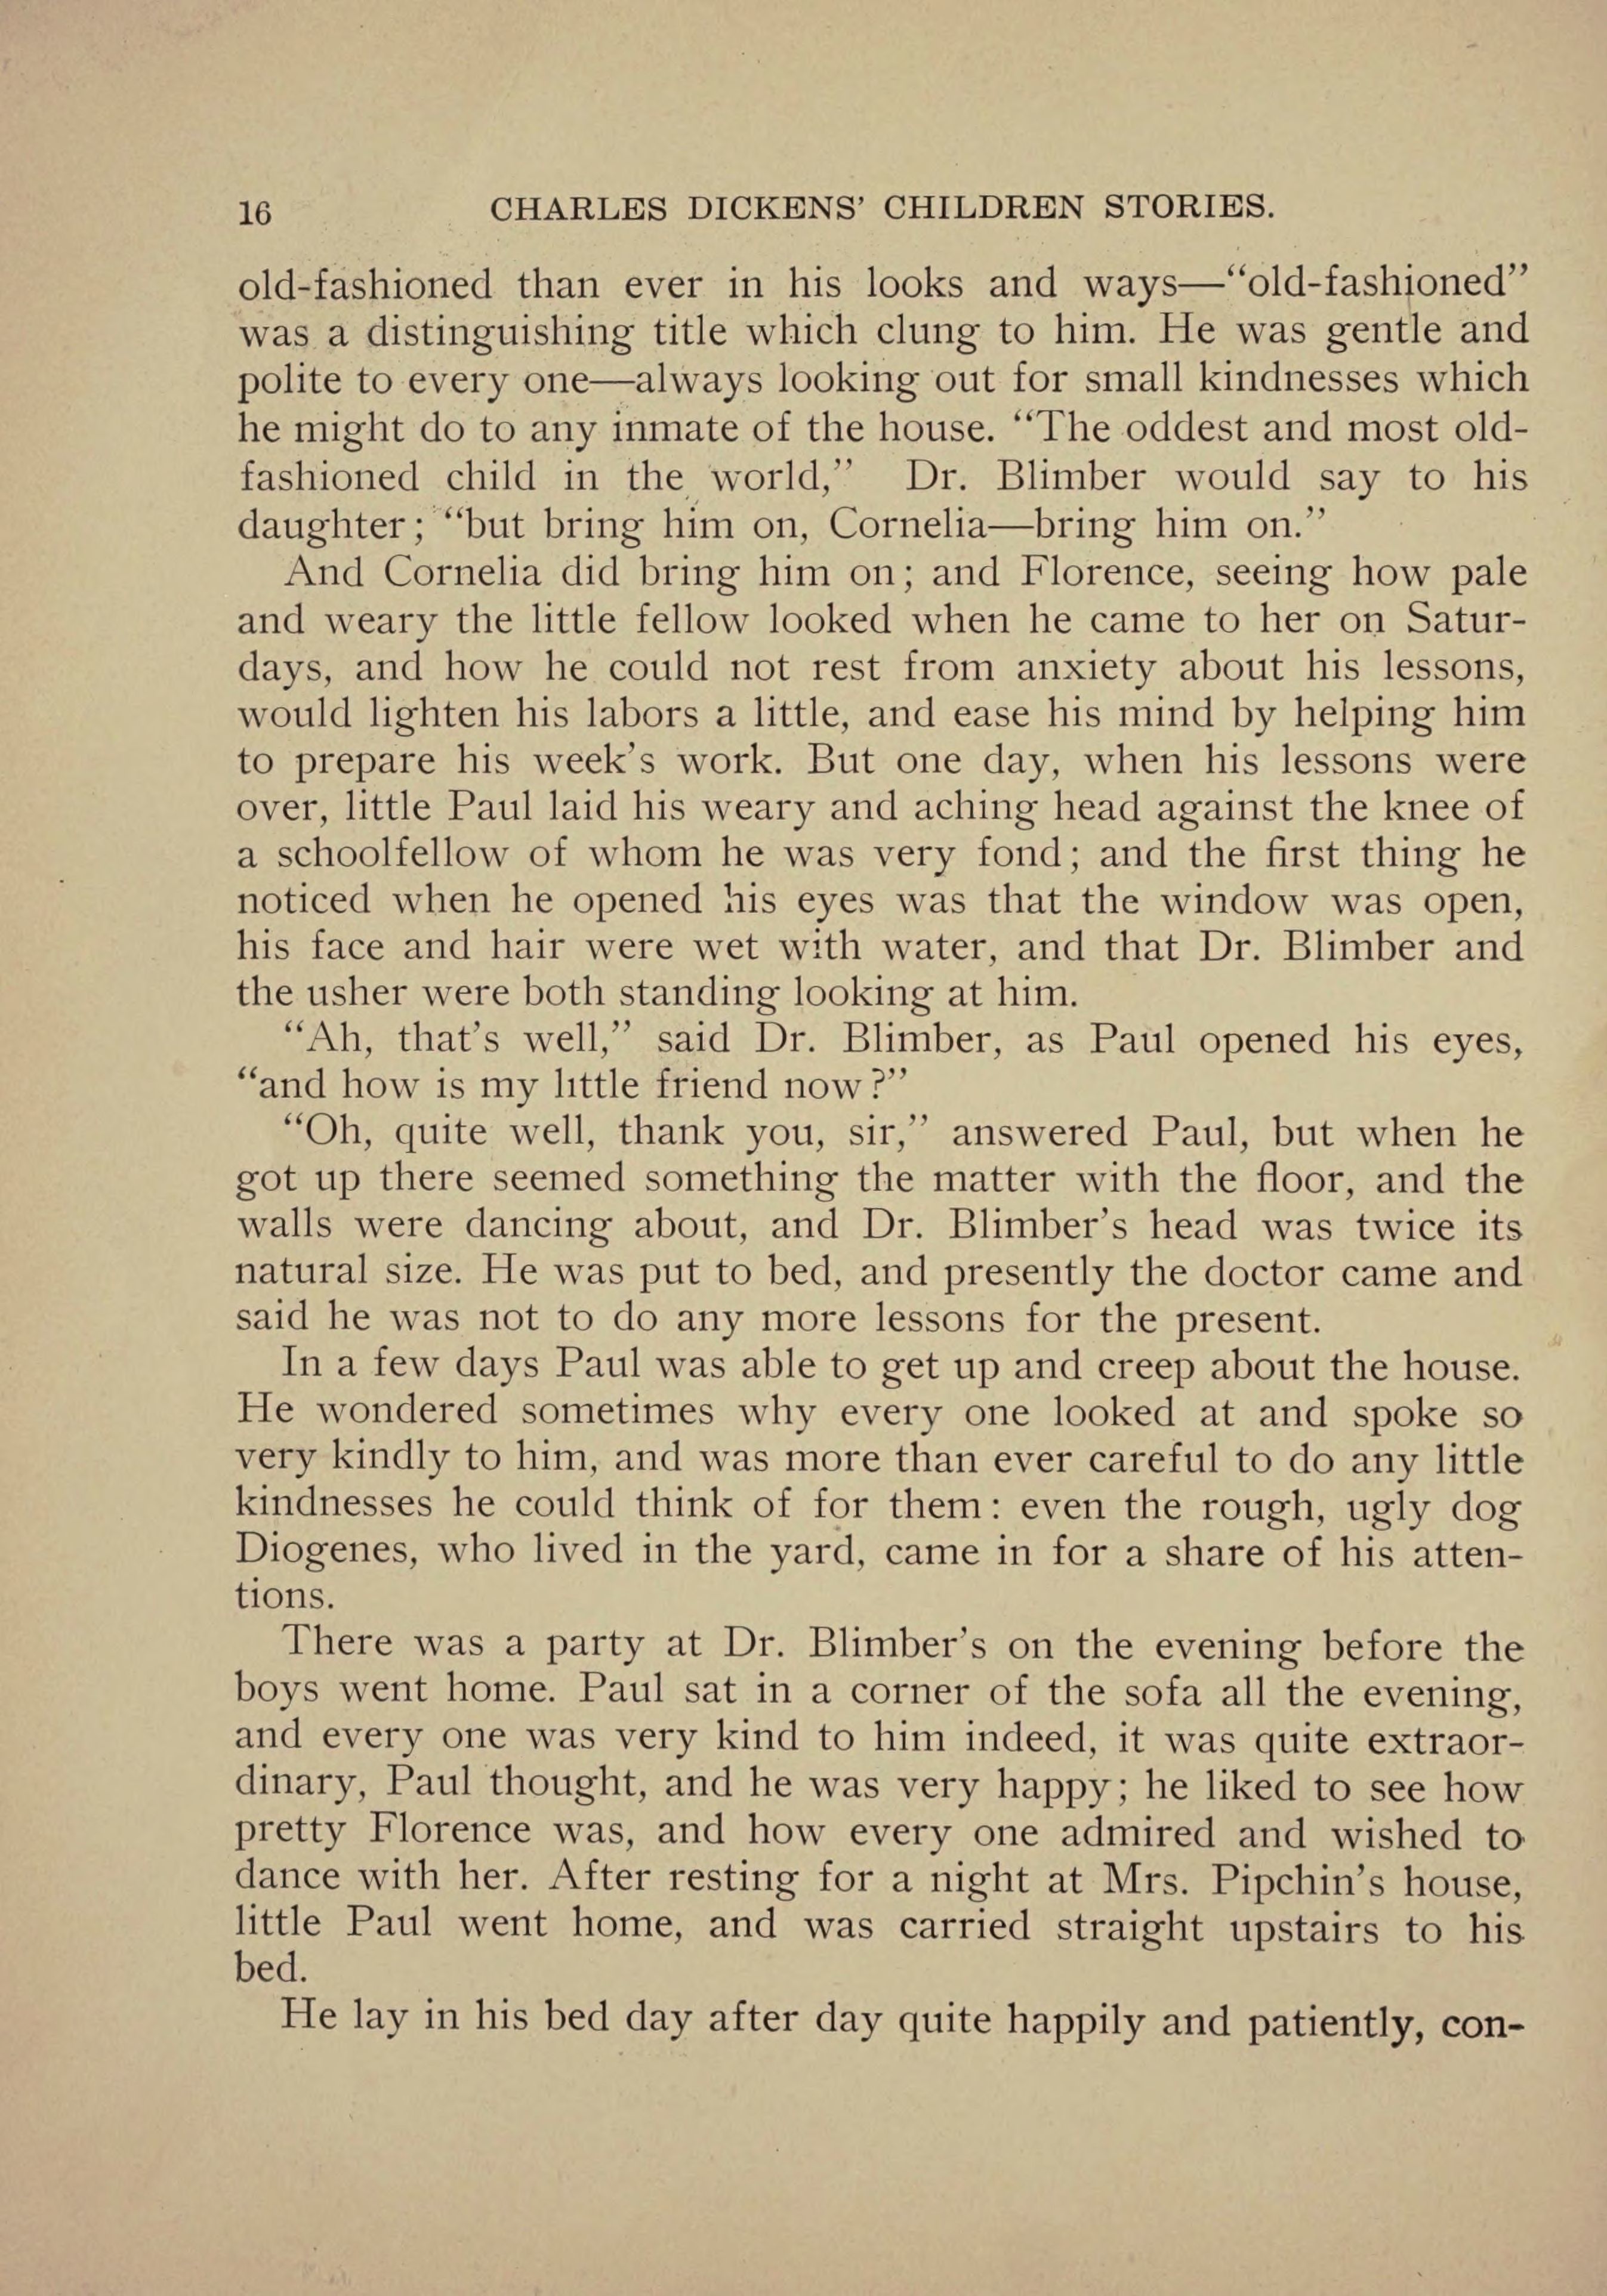 16 CHARLES DICKENS’ CHILDREN STORIES.
old-fashioned than ever in his looks and ways—“old-fashioned”
was a distinguishing title which clung to him. He was gentle and
polite to every one—always looking out for small kindnesses which
he might do to any inmate of the house. “The oddest and most old-
fashioned child in the world,” Dr. Blimber would say to his
daughter; “but bring him on, Cornelia—bring him on.”
And Cornelia did bring him on; and Florence, seeing how pale
and weary the little fellow looked when he came to her on Satur-
days, and how he could not rest from anxiety about his lessons,
would lighten his labors a little, and ease his mind by helping him
to prepare his week’s work. But one day, when his lessons were
over, little Paul laid his weary and aching head against the knee of
a schoolfellow of whom he was very fond; and the first thing he
noticed when he opened his eyes was that the window was open,
his face and hair were wet with water, and that Dr. Blimber and
the usher were both standing looking at him.
“Ah, that’s well,” said Dr. Blimber, as Paul opened his eyes,
“and how is my little friend now?”
“Oh, quite well, thank you, sir,” answered Paul, but when he
got up there seemed something the matter with the floor, and the
walls were dancing about, and Dr. Blimber’s head was twice its
natural size. He was put to bed, and presently the doctor came and
said he was not to do any more lessons for the present.
In a few days Paul was able to get up and creep about the house.
He wondered sometimes why every one looked at and spoke so
very kindly to him, and was more than ever careful to do any little
kindnesses he could think of for them: even the rough, ugly dog
Diogenes, who lived in the yard, came in for a share of his atten-
tions.
There was a party at Dr. Blimber’s on the evening before the
boys went home. Paul sat in a corner of the sofa all the evening,
and every one was very kind to him indeed, it was quite extraor-
dinary, Paul thought, and he was very happy; he liked to see how
pretty Florence was, and how every one admired and wished to
dance with her. After resting for a night at Mrs. Pipchin’s house,
little Paul went home, and was carried straight upstairs to his
bed.
He lay in his bed day after day quite happily and patiently, con-